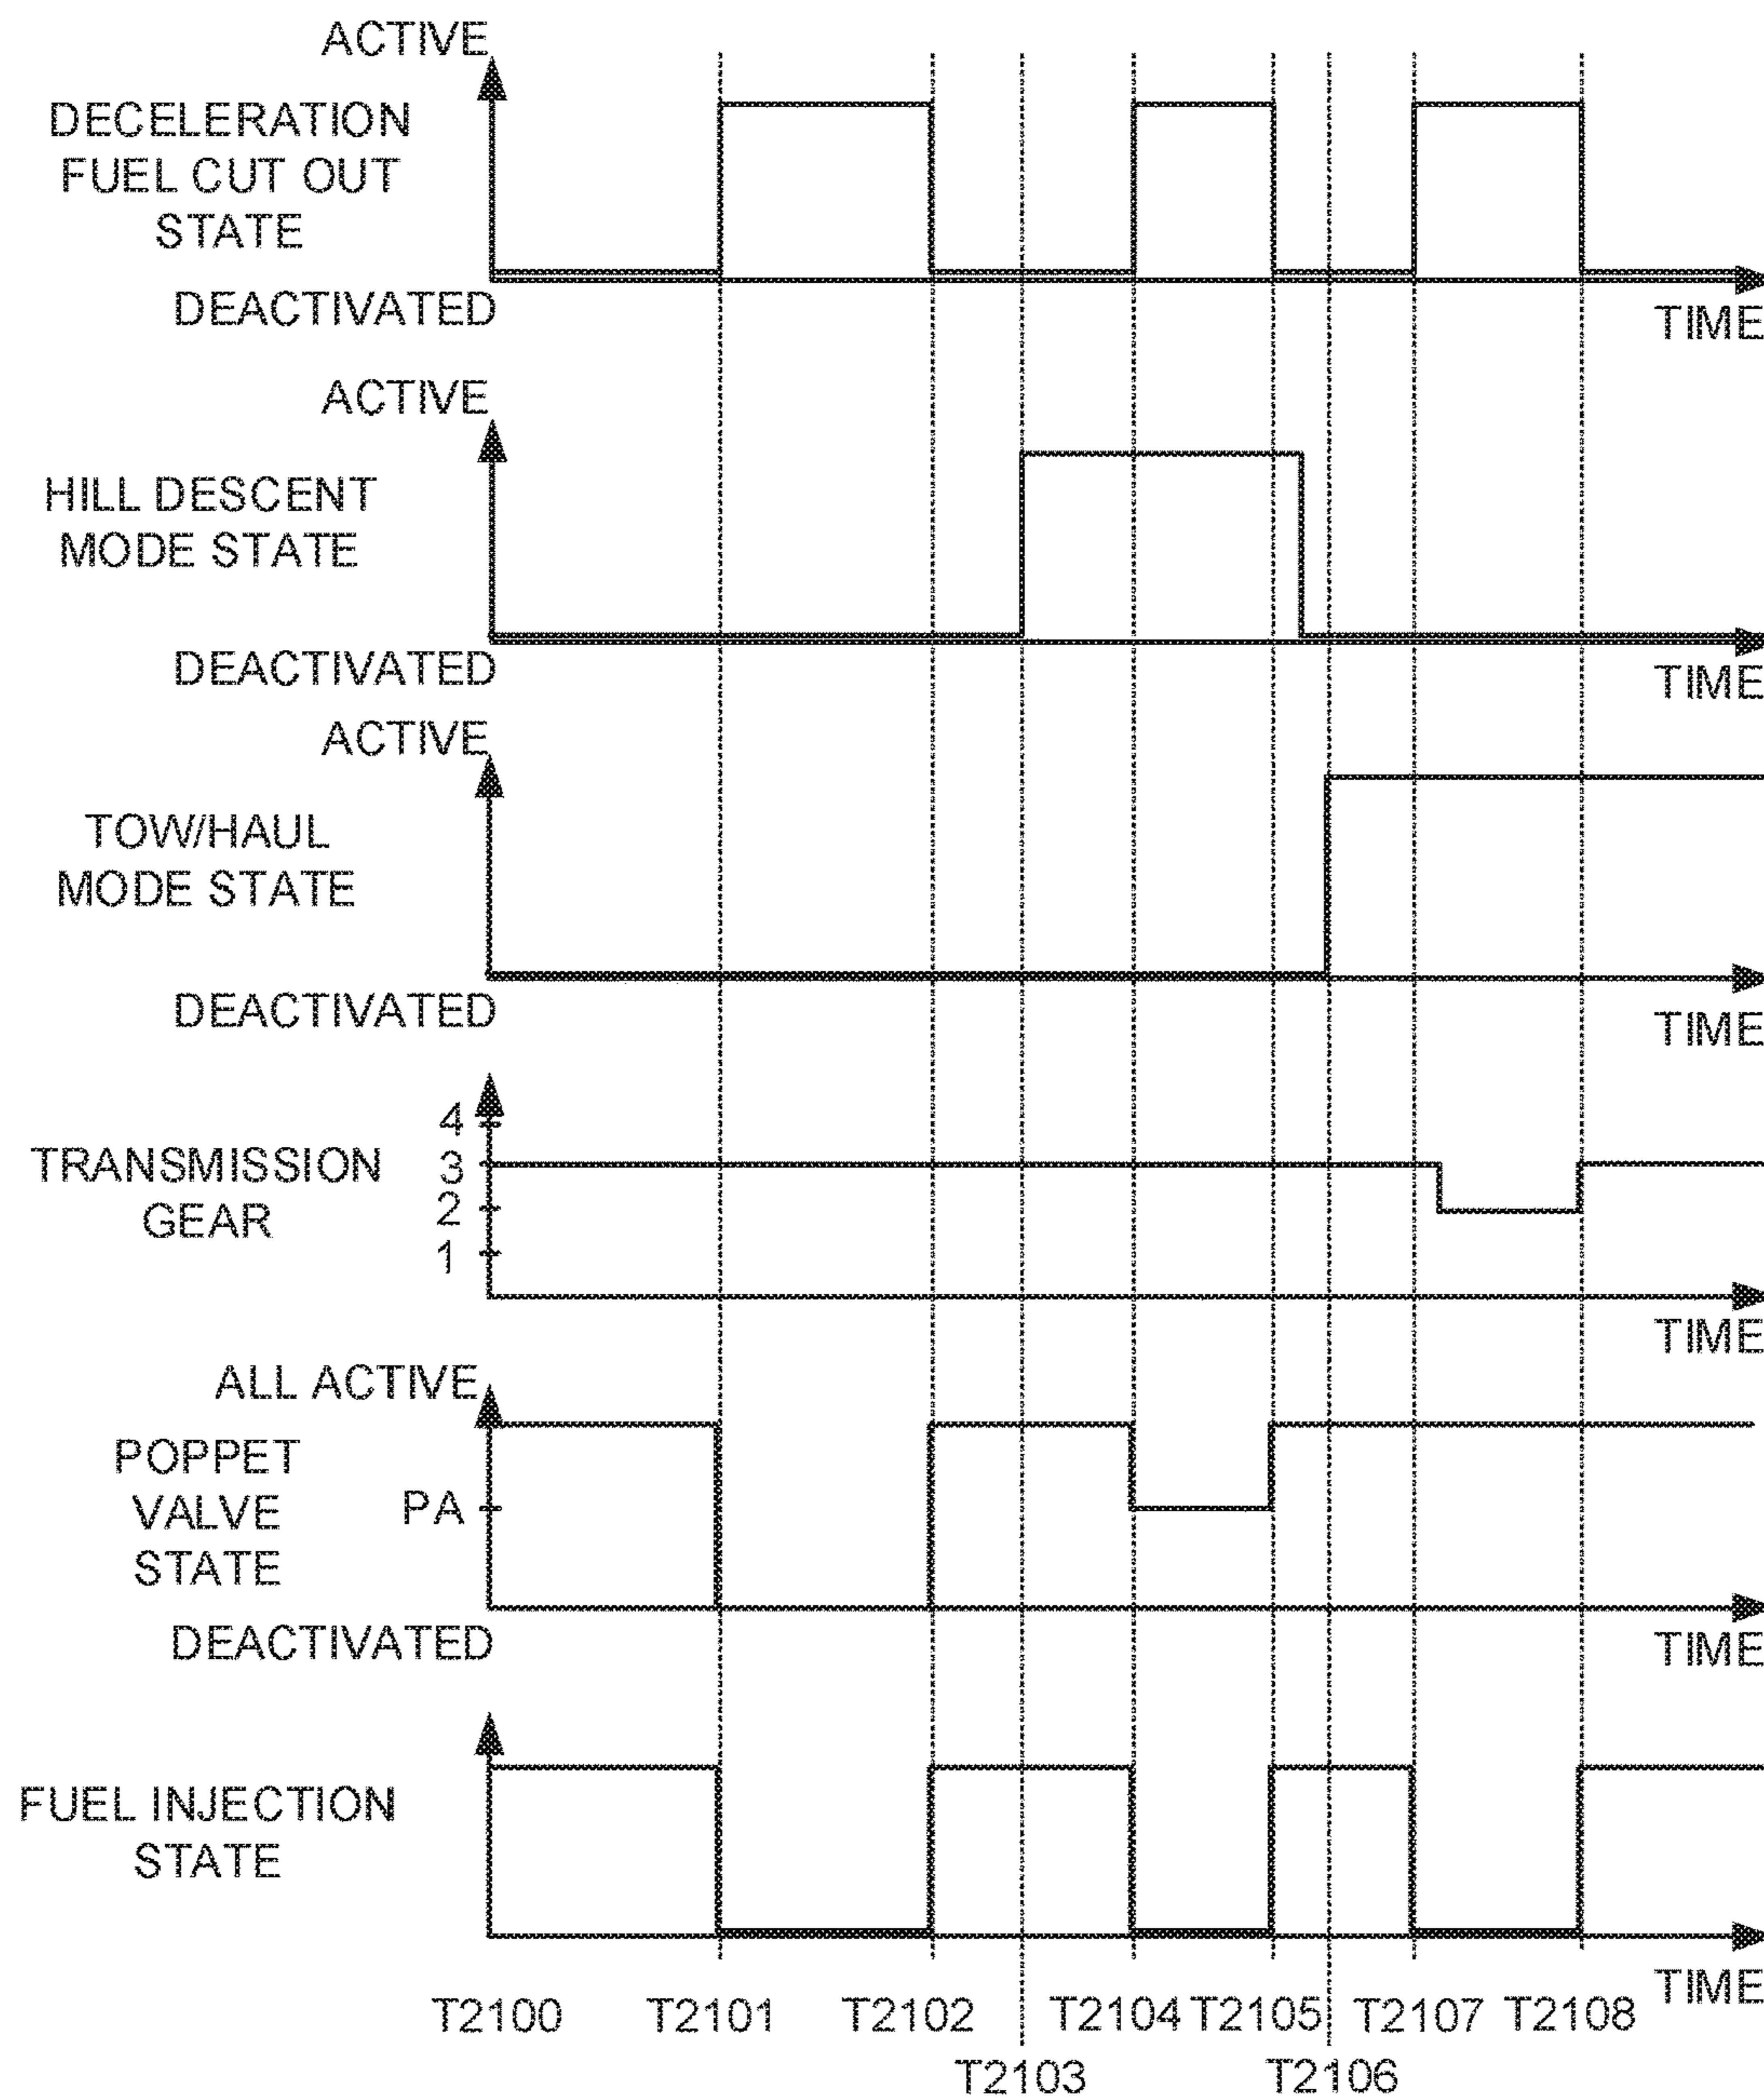 ACTIVE
DECELERATION
FUEL CUT OUT
STATE
DEACTIVATED
TIME
ACTIVE
HILL DESCENT
MODE STATE
DEACTIVATED
TIME
ACTIVE
TOW/HAUL
MODE STATE
DEACTIVATED
TIME
4
TRANSMISSION 3
GEAR 2
1
TIME
ALL ACTIVE
POPPET
VALVE PA
STATE
DEACTIVATED
TIME
FUEL INJECTION
STATE
TIME
T2100 T2101 T2102 T2104 T2105 T2107 T2108
T2103 T2106